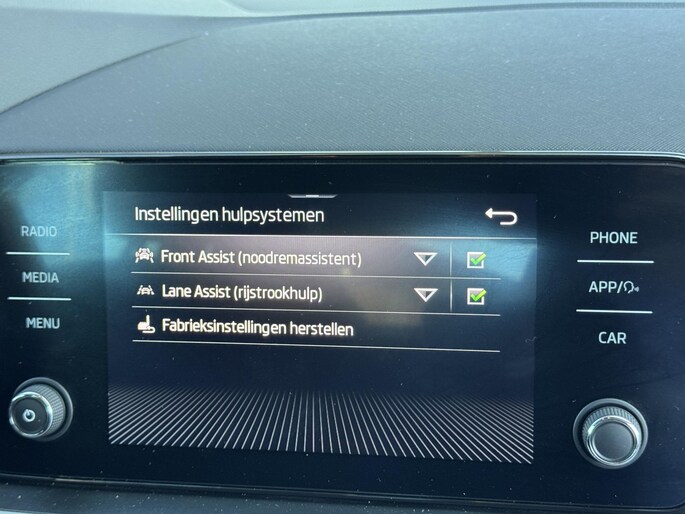 Instellingen hulpsystemen
RADIO
MEDIA
MENU
Front Assist (noodremassistent)
Lane Assist (rijstrookhulp)
Fabrieksinstellingen herstellen
PHONE
APP/
CAR